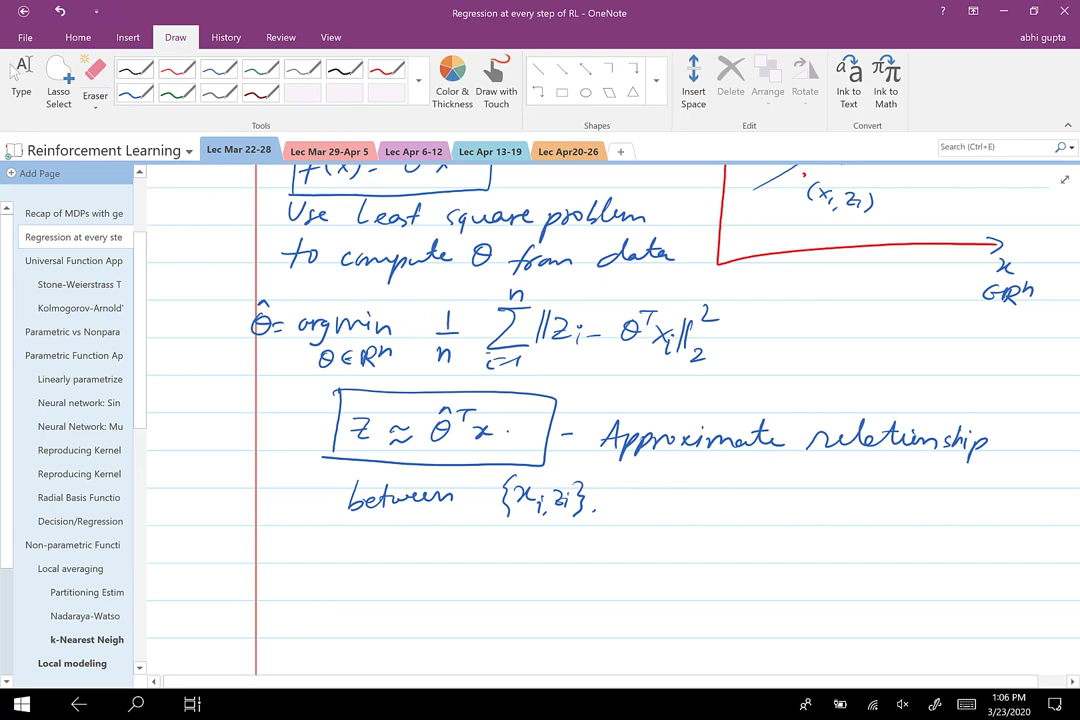 Regression at every step of RL - OneNote
File Home Insert Draw History Review View
abhi gupta
Type
Lasso Select
Eraser
Color & Thickness
Draw with Touch
Insert Space
Delete
Arrange
Rotate
Ink to Text
Ink to Math
Tools
Shapes
Edit
Convert
Reinforcement Learning
Lec Mar 22-28
Lec Mar 29-Apr 5
Lec Apr 6-12
Lec Apr 13-19
Lec Apr20-26
Search (Ctrl+E)
Add Page
Recap of MDPs with ge
Regression at every ste
Universal Function App
Stone-Weierstrass T
Kolmogorov-Arnold'
Parametric vs Nonpara
Parametric Function Ap
Linearly parametrize
Neural network: Sin
Neural Network: Mu
Reproducing Kernel
Reproducing Kernel
Radial Basis Functio
Decision/Regression
Non-parametric Functi
Local averaging
Partitioning Estim
Nadaraya-Watso
k-Nearest Neigh
Local modeling
(x₁, z₁)
x
∈ℝⁿ
Use Least square problem
to compute θ from data
θ̂ = argmin θ∈ℝⁿ 1/n ∑ i=1 n ||zᵢ - θᵀxᵢ||₂²
z ≈ θ̂ᵀx. - Approximate relationship
between {xᵢ, zᵢ}.
1:06 PM
3/23/2020